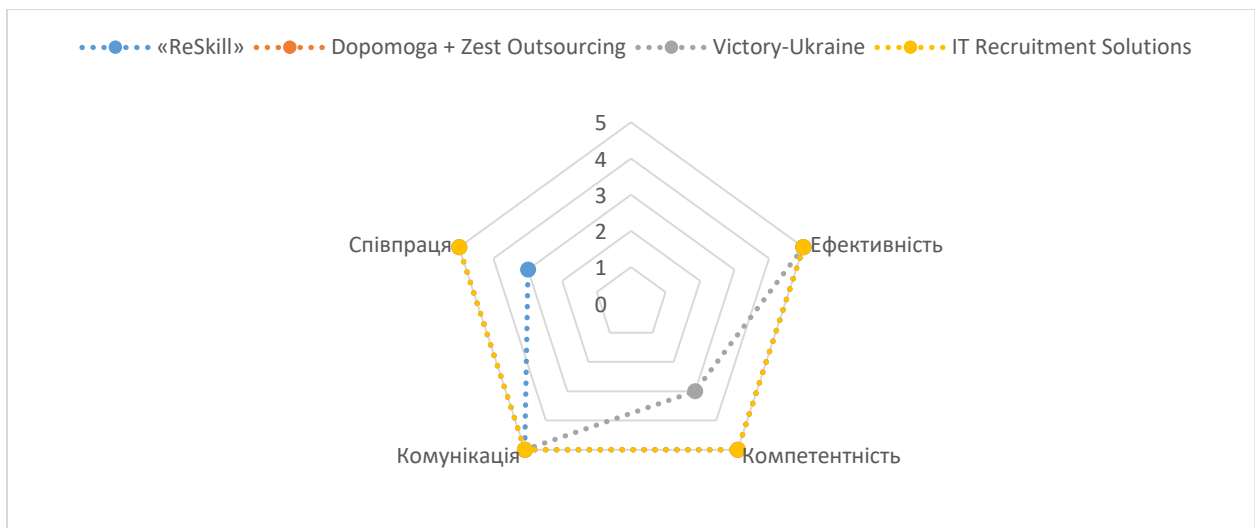 «ReSkill» Dopomoga + Zest Outsourcing Victory-Ukraine IT Recruitment Solutions
5
4
3
2
1
0
Співпраця
Ефективність
Комунікація
Компетентність